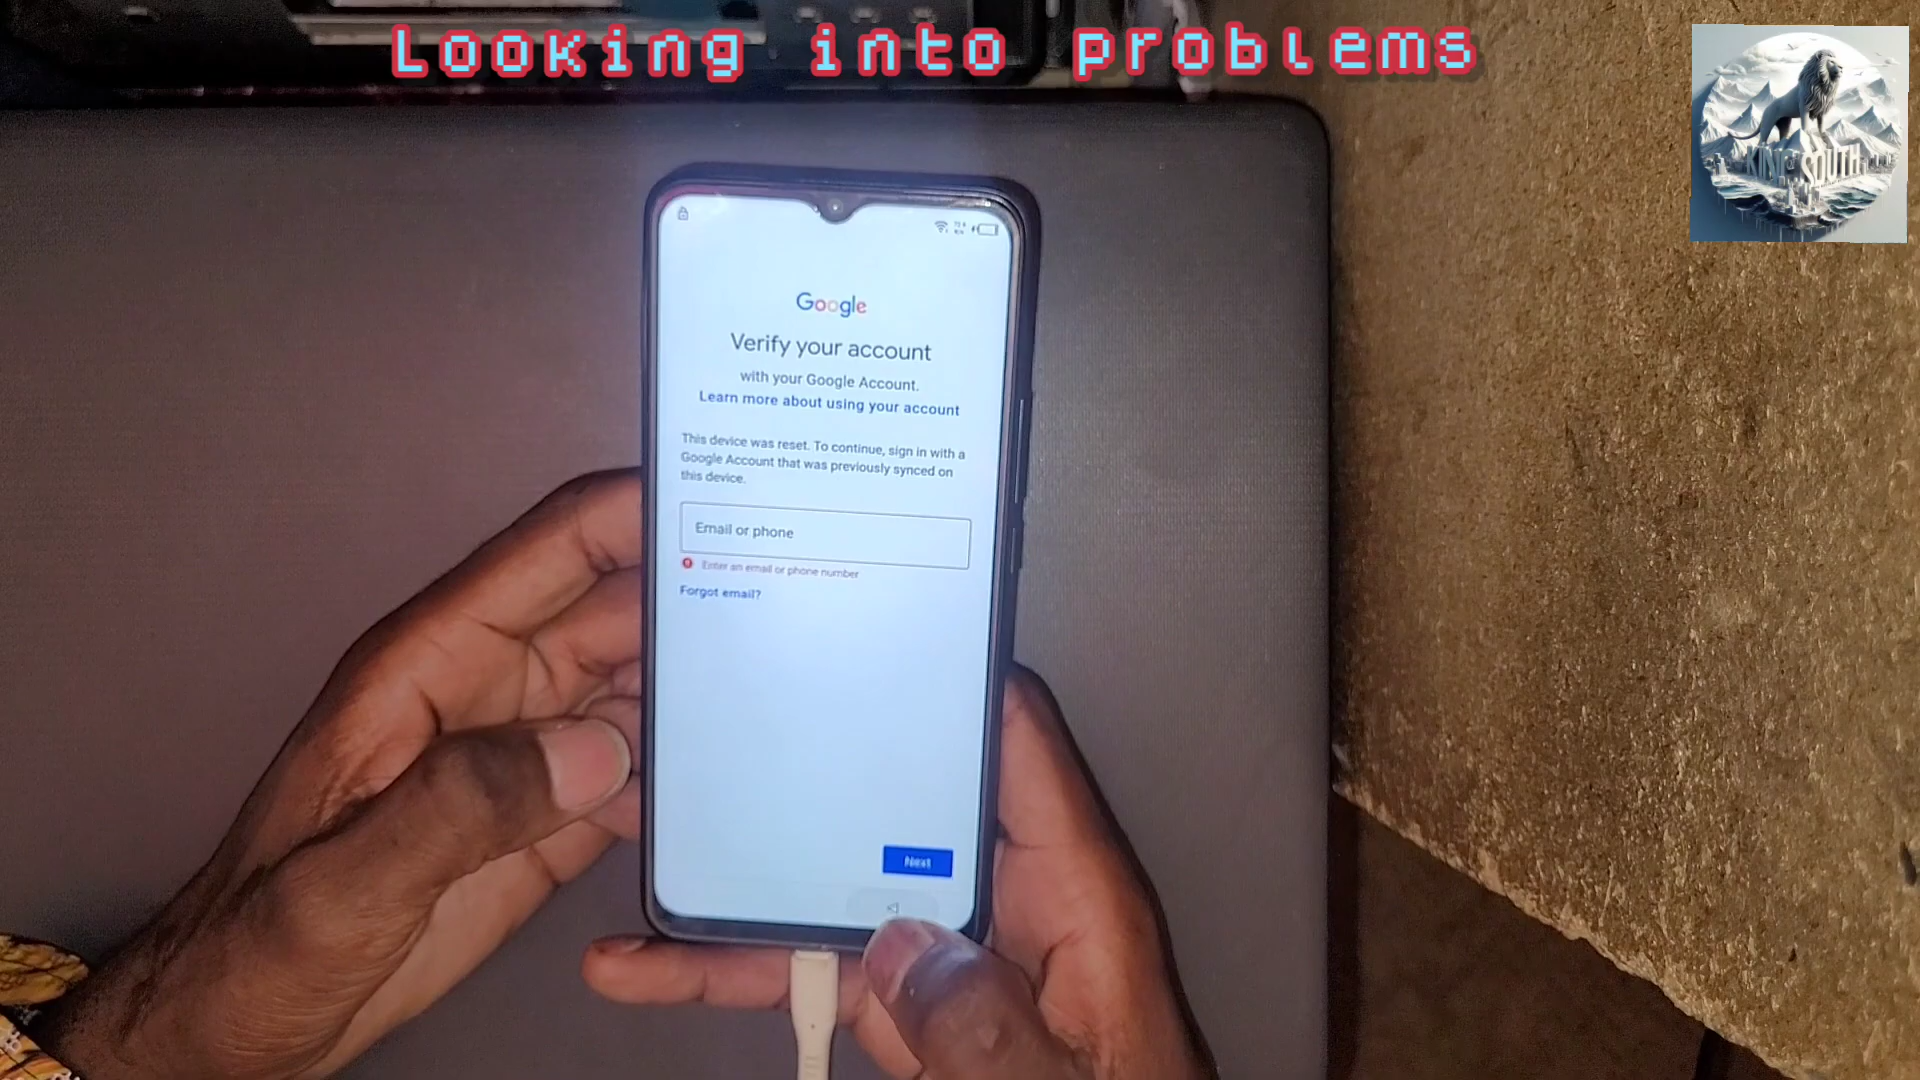 Looking into problems
KING SOUTH
Google
Verify your account
with your Google Account.
Learn more about using your account
This device was reset. To continue, sign in with a
Google Account that was previously synced on
this device.
Email or phone
Enter an email or phone number
Forgot email?
Next